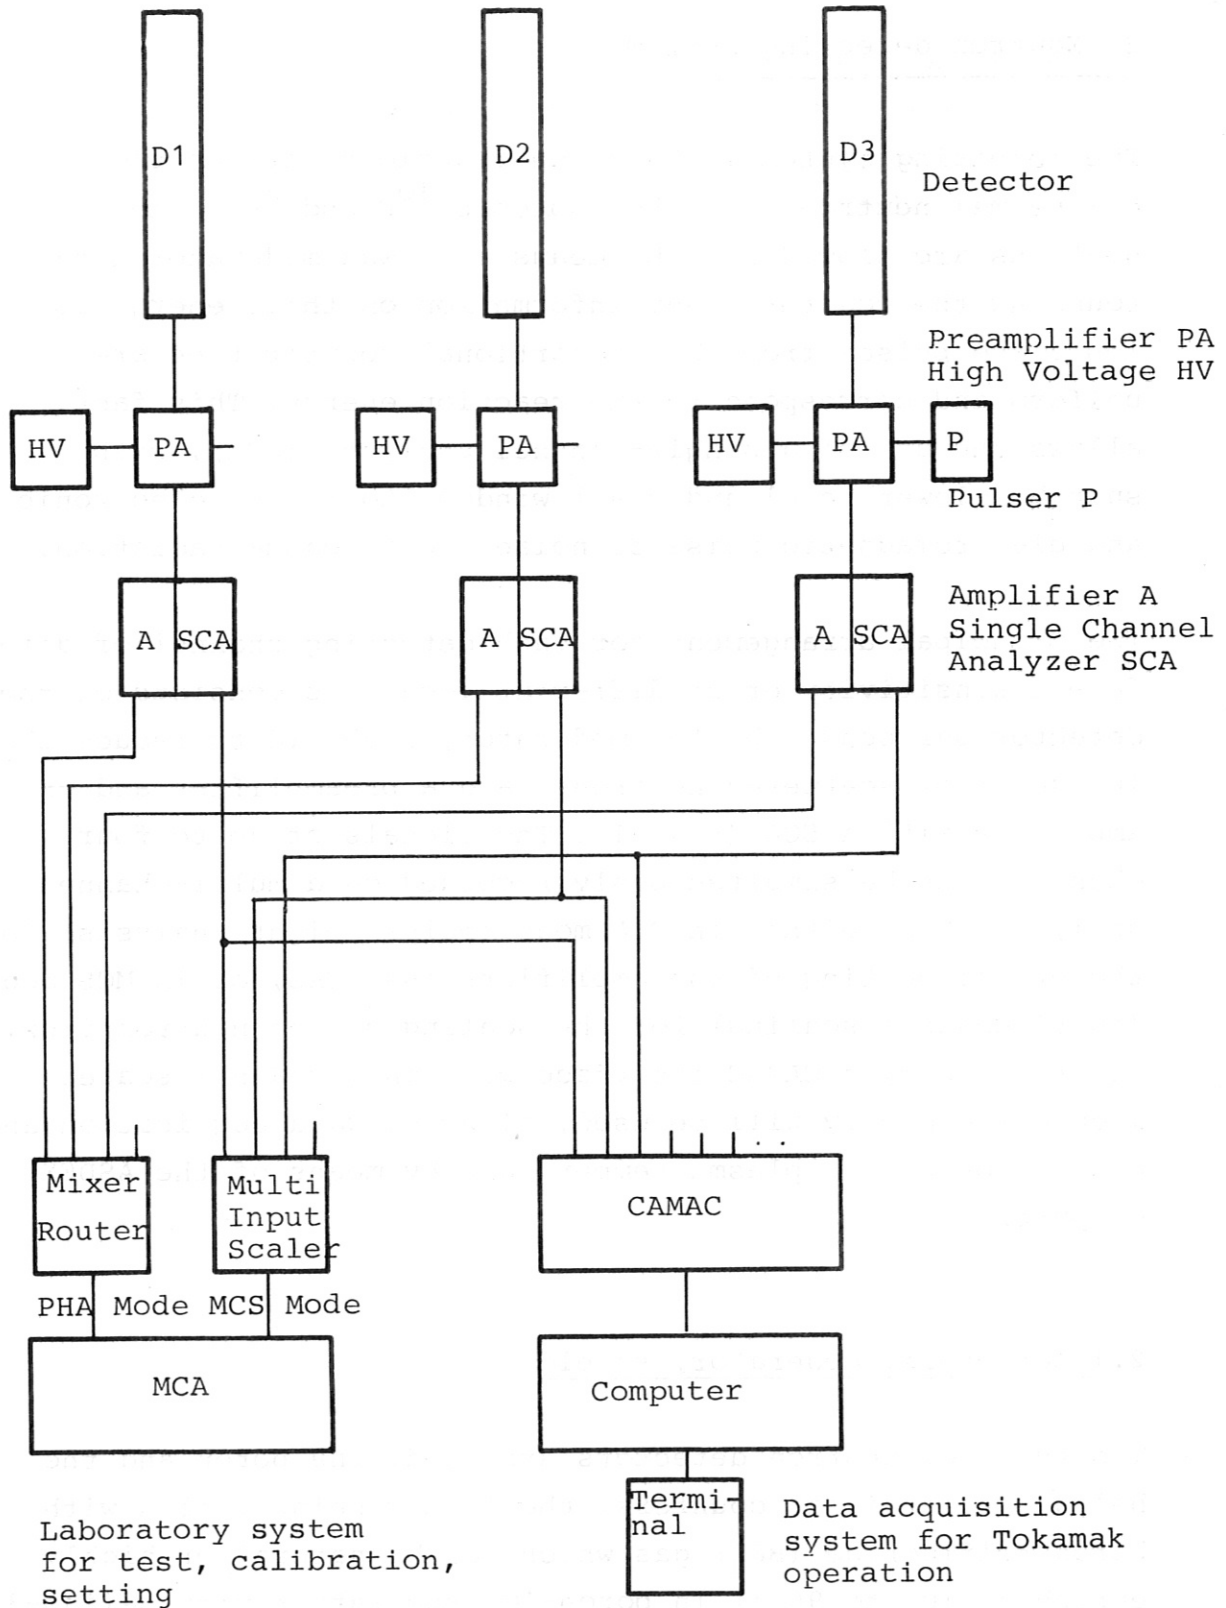 D1
D2
D3
Detector
Preamplifier PA
High Voltage HV
HV
PA
HV
PA
HV
PA
P
Pulser P
A SCA
A SCA
A SCA
Amplifier A
Single Channel
Analyzer SCA
Mixer
Router
Multi
Input
Scaler
CAMAC
PHA Mode
MCS Mode
MCA
Computer
Termi-
nal
Laboratory system
for test, calibration,
setting
Data acquisition
system for Tokamak
operation